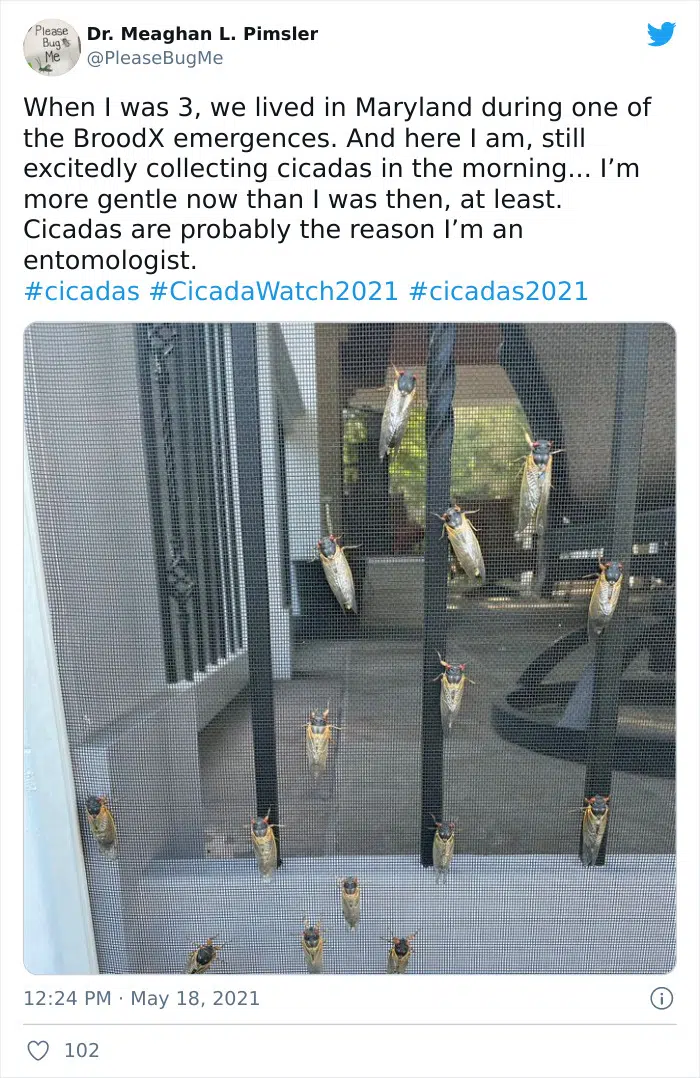 Please
Bug
Me
Dr. Meaghan L. Pimsler
@PleaseBugMe
When I was 3, we lived in Maryland during one of
the BroodX emergences. And here I am, still
excitedly collecting cicadas in the morning... I’m
more gentle now than I was then, at least.
Cicadas are probably the reason I’m an
entomologist.
#cicadas #CicadaWatch2021 #cicadas2021
12:24 PM · May 18, 2021
102